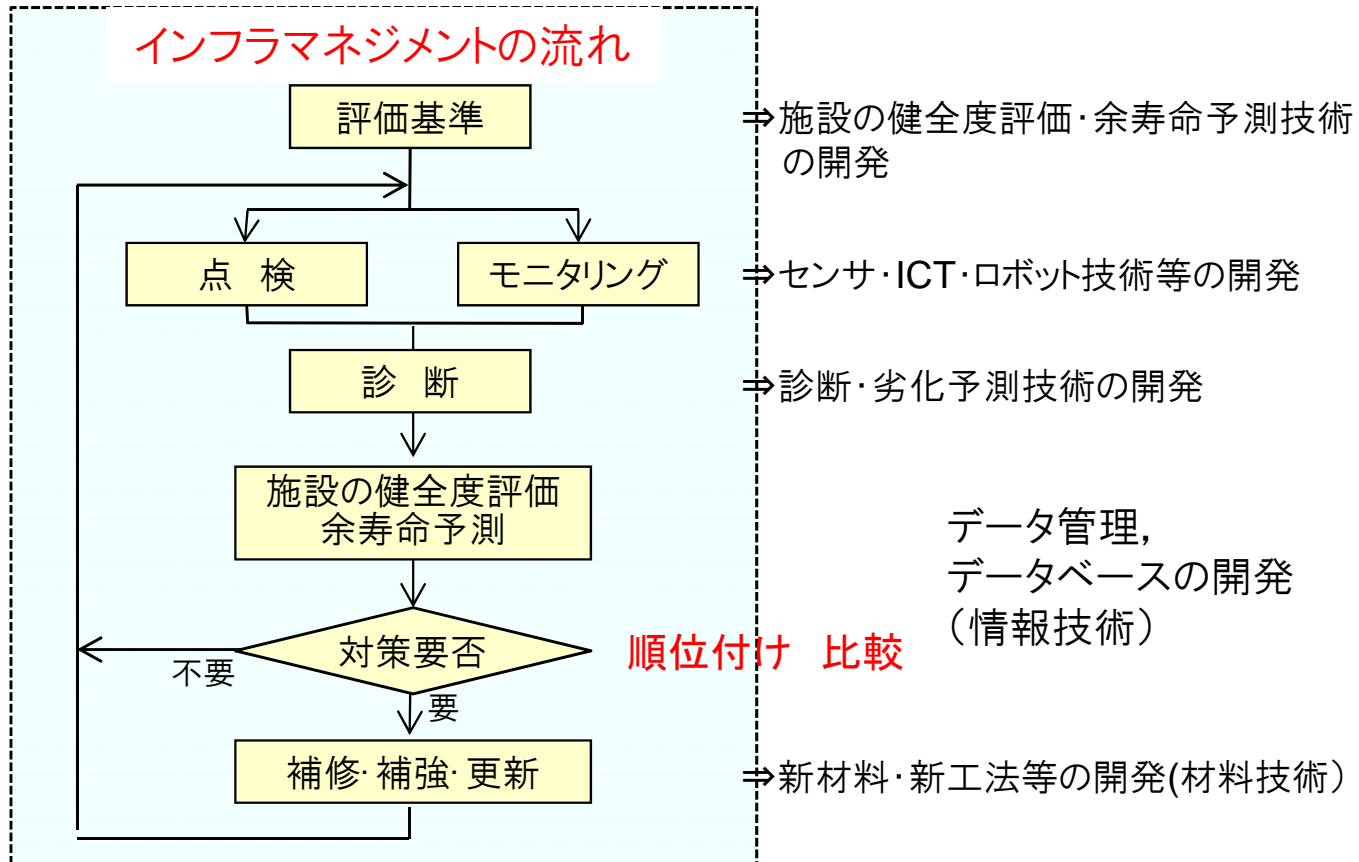 インフラマネジメントの流れ
評価基準
⇒施設の健全度評価･余寿命予測技術
の開発
点　検
モニタリング
⇒センサ･ICT･ロボット技術等の開発
診　断
⇒診断･劣化予測技術の開発
施設の健全度評価
余寿命予測
データ管理,
データベースの開発
（情報技術）
対策要否
順位付け　比較
不要
要
補修･補強･更新
⇒新材料･新工法等の開発(材料技術）